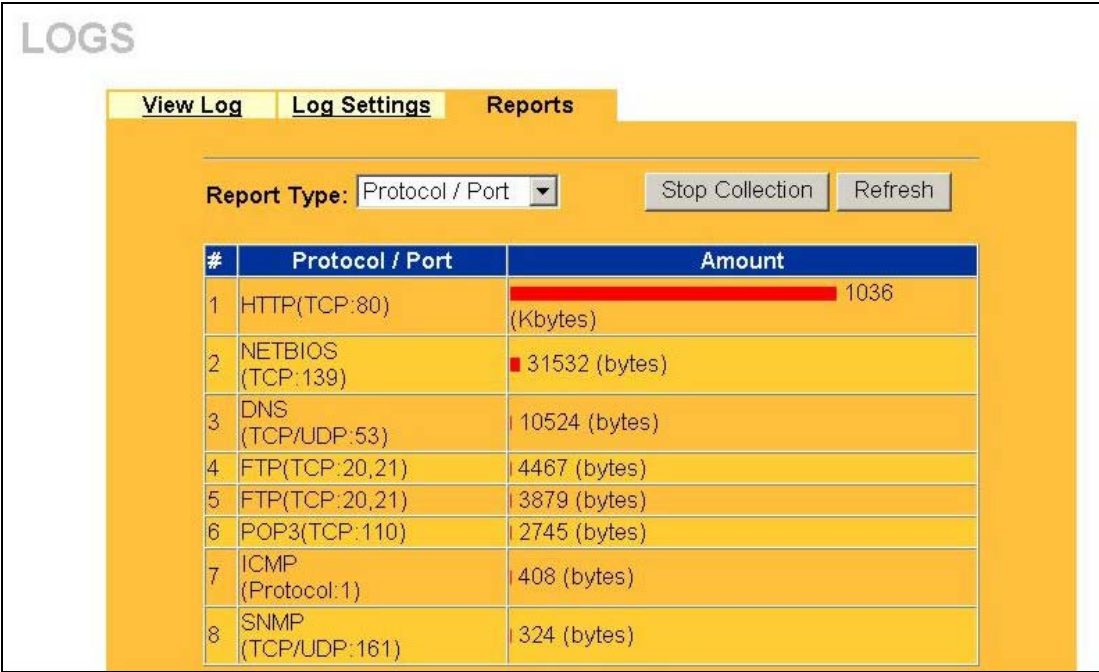 LOGS
View Log Log Settings Reports
Report Type: Protocol / Port Stop Collection Refresh
# Protocol / Port Amount
1 HTTP(TCP:80) 1036
(Kbytes)
2 NETBIOS
(TCP:139) 31532 (bytes)
3 DNS
(TCP/UDP:53) 10524 (bytes)
4 FTP(TCP:20,21) 4467 (bytes)
5 FTP(TCP:20,21) 3879 (bytes)
6 POP3(TCP:110) 2745 (bytes)
7 ICMP
(Protocol:1) 408 (bytes)
8 SNMP
(TCP/UDP:161) 324 (bytes)